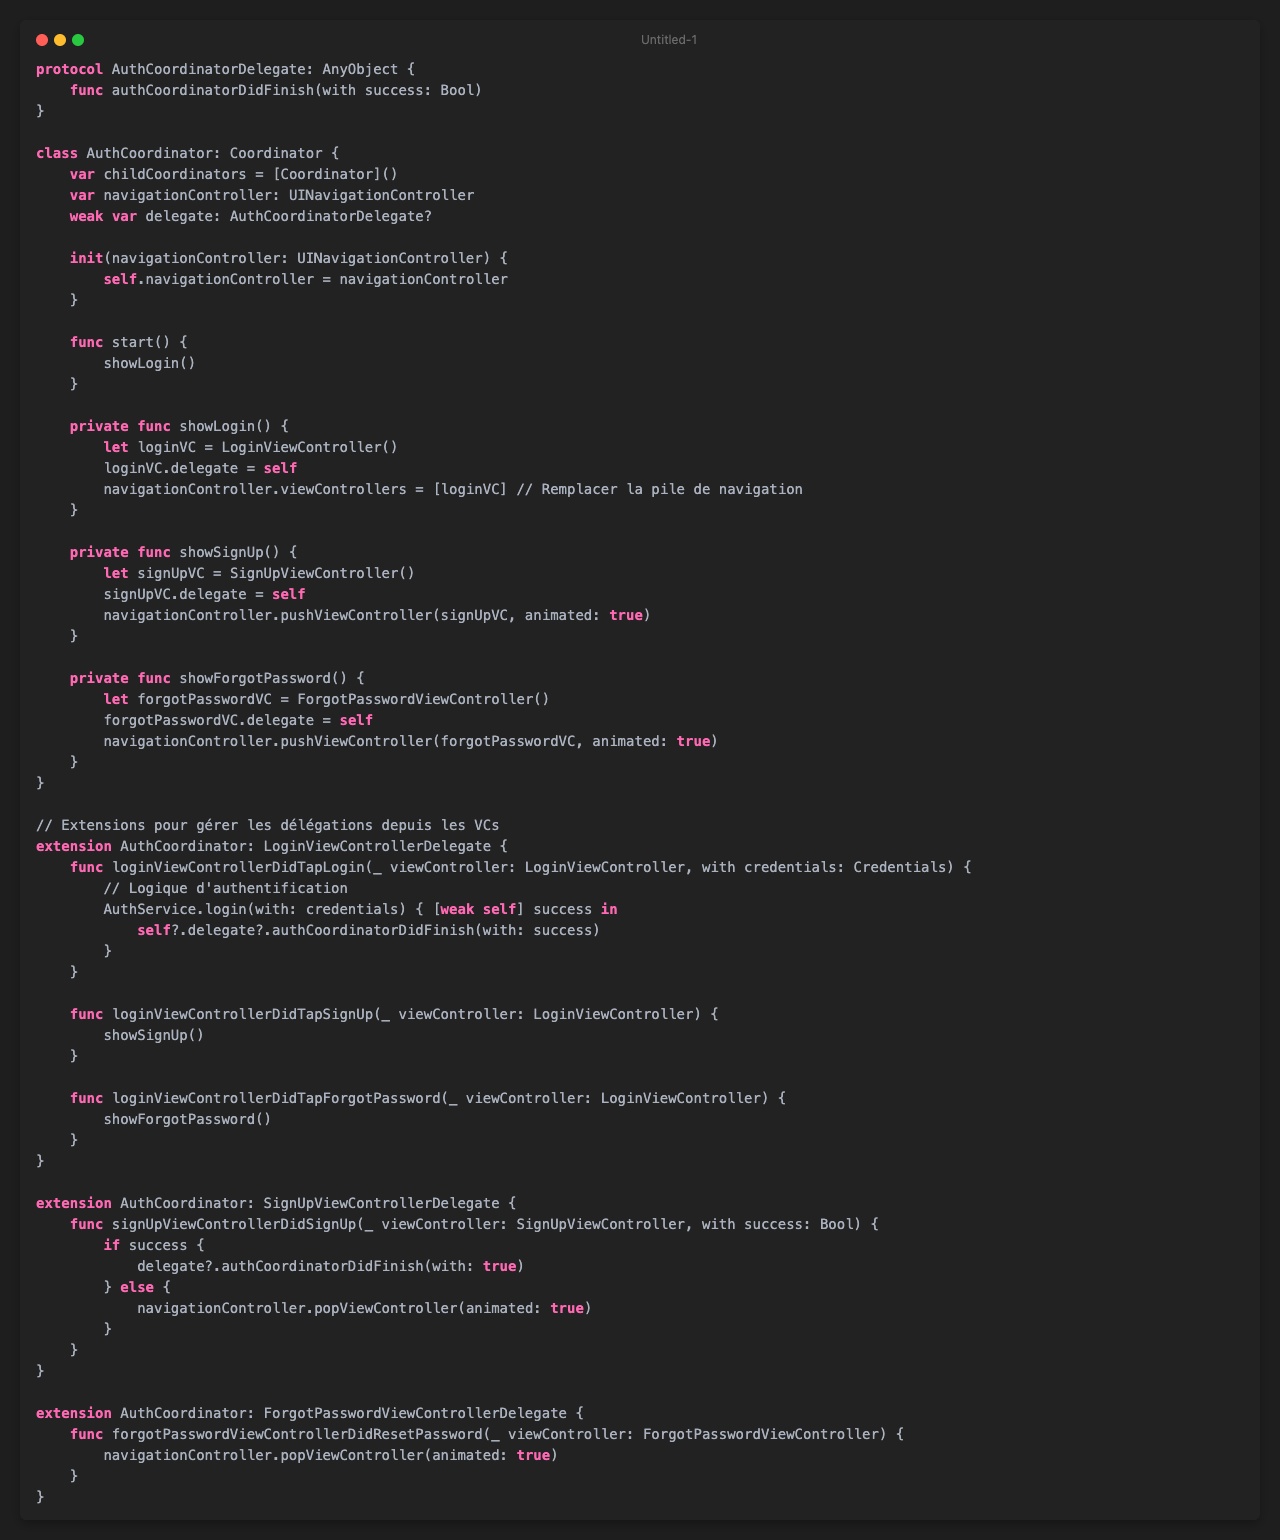 Untitled-1
protocol AuthCoordinatorDelegate: AnyObject {
    func authCoordinatorDidFinish(with success: Bool)
}

class AuthCoordinator: Coordinator {
    var childCoordinators = [Coordinator]()
    var navigationController: UINavigationController
    weak var delegate: AuthCoordinatorDelegate?

    init(navigationController: UINavigationController) {
        self.navigationController = navigationController
    }

    func start() {
        showLogin()
    }

    private func showLogin() {
        let loginVC = LoginViewController()
        loginVC.delegate = self
        navigationController.viewControllers = [loginVC] // Remplacer la pile de navigation
    }

    private func showSignUp() {
        let signUpVC = SignUpViewController()
        signUpVC.delegate = self
        navigationController.pushViewController(signUpVC, animated: true)
    }

    private func showForgotPassword() {
        let forgotPasswordVC = ForgotPasswordViewController()
        forgotPasswordVC.delegate = self
        navigationController.pushViewController(forgotPasswordVC, animated: true)
    }
}

// Extensions pour gérer les délégations depuis les VCs
extension AuthCoordinator: LoginViewControllerDelegate {
    func loginViewControllerDidTapLogin(_ viewController: LoginViewController, with credentials: Credentials) {
        // Logique d'authentification
        AuthService.login(with: credentials) { [weak self] success in
            self?.delegate?.authCoordinatorDidFinish(with: success)
        }
    }

    func loginViewControllerDidTapSignUp(_ viewController: LoginViewController) {
        showSignUp()
    }

    func loginViewControllerDidTapForgotPassword(_ viewController: LoginViewController) {
        showForgotPassword()
    }
}

extension AuthCoordinator: SignUpViewControllerDelegate {
    func signUpViewControllerDidSignUp(_ viewController: SignUpViewController, with success: Bool) {
        if success {
            delegate?.authCoordinatorDidFinish(with: true)
        } else {
            navigationController.popViewController(animated: true)
        }
    }
}

extension AuthCoordinator: ForgotPasswordViewControllerDelegate {
    func forgotPasswordViewControllerDidResetPassword(_ viewController: ForgotPasswordViewController) {
        navigationController.popViewController(animated: true)
    }
}